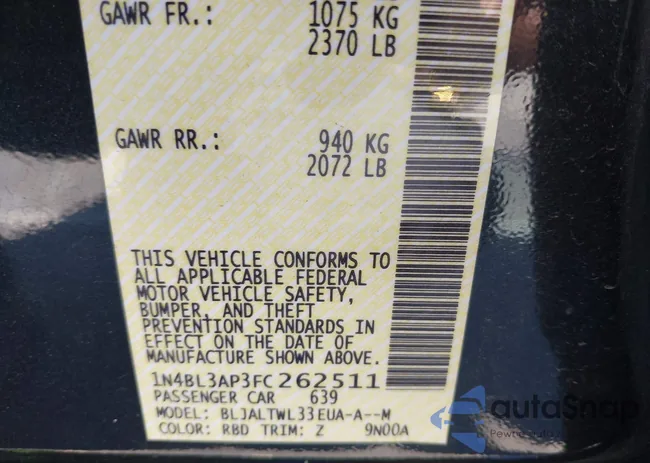 GAWR FR.: 1075 KG
2370 LB
GAWR RR.: 940 KG
2072 LB
THIS VEHICLE CONFORMS TO
ALL APPLICABLE FEDERAL
MOTOR VEHICLE SAFETY,
BUMPER, AND THEFT
PREVENTION STANDARDS IN
EFFECT ON THE DATE OF
MANUFACTURE SHOWN ABOVE.
1N4BL3AP3FC262511
PASSENGER CAR 639
MODEL: BLJALTWL33EUA-A--M
COLOR: RBD TRIM: Z 9N00A
autoSnap